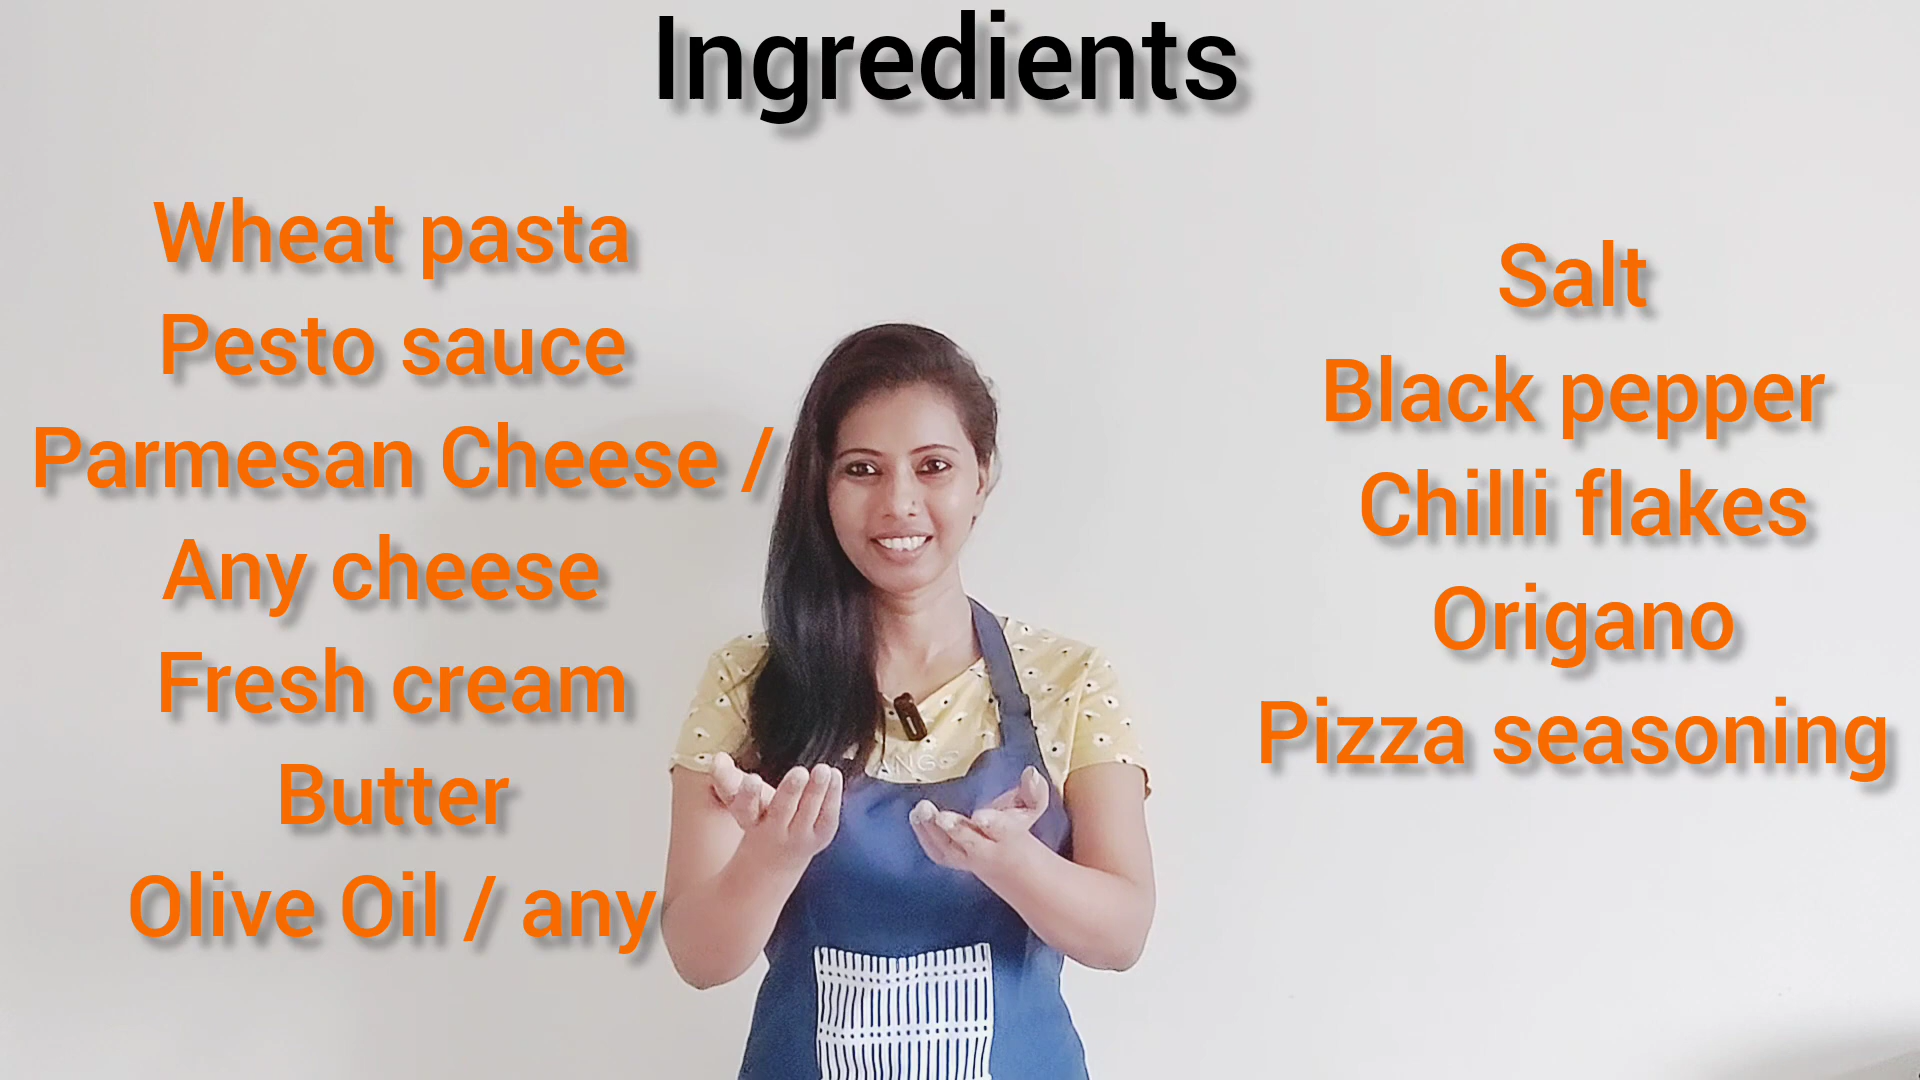 Ingredients
Wheat pasta
Pesto sauce
Parmesan Cheese /
Any cheese
Fresh cream
Butter
Olive Oil / any
Salt
Black pepper
Chilli flakes
Origano
Pizza seasoning